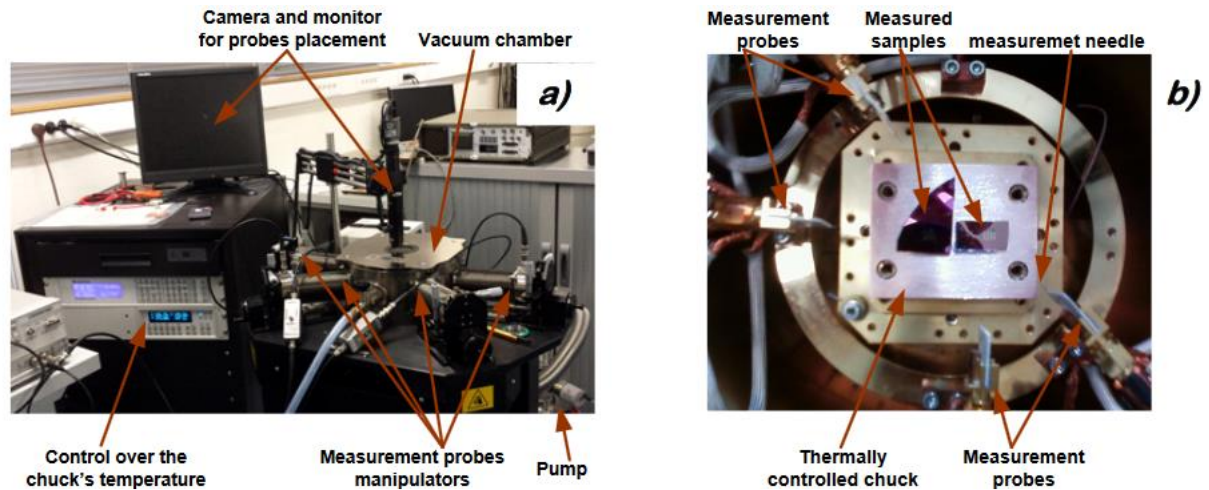 Camera and monitor
for probes placement
Vacuum chamber
a)
Control over the
chuck's temperature
Measurement probes
manipulators
Pump
Measurement
probes
Measured
samples
measuremet needle
b)
Thermally
controlled chuck
Measurement
probes